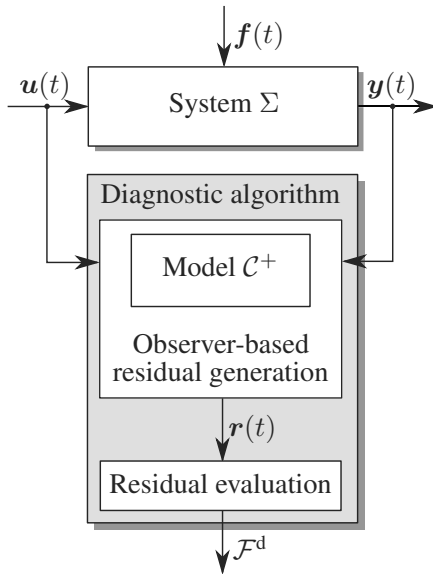 f(t)
u(t)
System Σ
y(t)
Diagnostic algorithm
Model C⁺
Observer-based
residual generation
r(t)
Residual evaluation
ℱᵈ